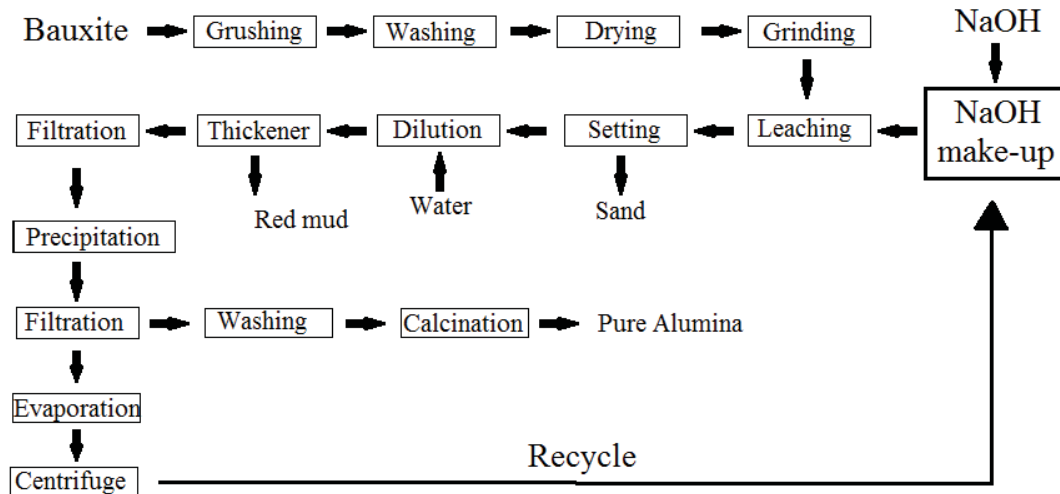 Bauxite
Grushing
Washing
Drying
Grinding
NaOH
Filtration
Thickener
Dilution
Setting
Leaching
NaOH
make-up
Red mud
Water
Sand
Precipitation
Filtration
Washing
Calcination
Pure Alumina
Evaporation
Recycle
Centrifuge